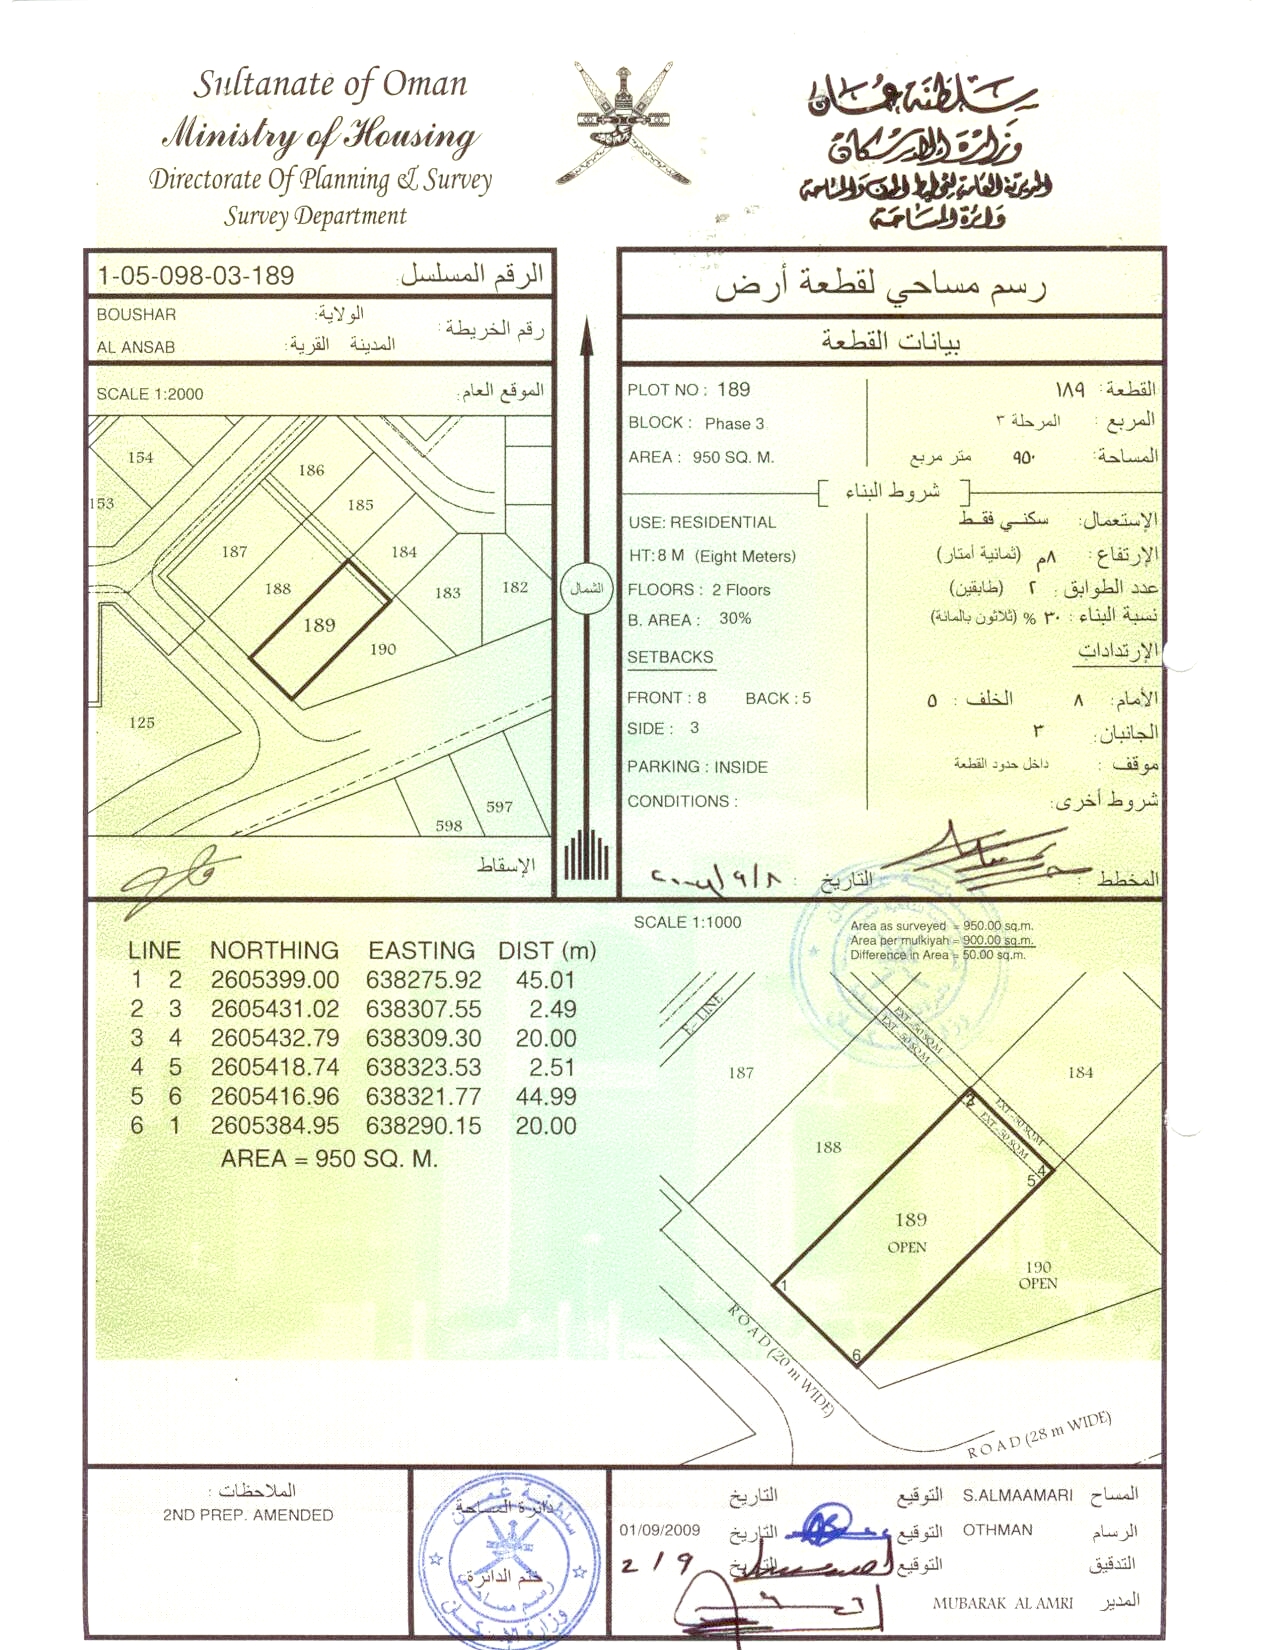 Sultanate of Oman
Ministry of Housing
Directorate Of Planning & Survey
Survey Department
سلطنة عمان
وزارة الإسكان
المديرية العامة للتخطيط والمساحة
دائرة المساحة
1-05-098-03-189 الرقم المسلسل:
BOUSHAR الولاية:
رقم الخريطة :
AL ANSAB المدينة القرية:
SCALE 1:2000 الموقع العام:
154
153
186
185
187
184
188
183
182
189
190
125
597
598
الإسقاط
الشمال
رسم مساحي لقطعة أرض
بيانات القطعة
PLOT NO : 189 القطعة: ١٨٩
BLOCK : Phase 3 المربع : المرحلة ٣
AREA : 950 SQ. M. المساحة: ٩٥٠ متر مربع
شروط البناء
USE: RESIDENTIAL الإستعمال: سكني فقط
HT: 8 M (Eight Meters) الإرتفاع : ٨م (ثمانية أمتار)
FLOORS : 2 Floors عدد الطوابق : ٢ (طابقين)
B. AREA : 30% نسبة البناء : ٣٠ % (ثلاثون بالمائة)
SETBACKS الإرتدادات
FRONT : 8 BACK : 5 الأمام: ٨ الخلف : ٥
SIDE : 3 الجانبان: ٣
PARKING : INSIDE موقف : داخل حدود القطعة
CONDITIONS : شروط أخرى:
المخطط : التاريخ :
LINE NORTHING EASTING DIST (m)
1 2 2605399.00 638275.92 45.01
2 3 2605431.02 638307.55 2.49
3 4 2605432.79 638309.30 20.00
4 5 2605418.74 638323.53 2.51
5 6 2605416.96 638321.77 44.99
6 1 2605384.95 638290.15 20.00
AREA = 950 SQ. M.
SCALE 1:1000
Area as surveyed = 950.00 sq.m.
Area per mulkiyah = 900.00 sq.m.
Difference in Area = 50.00 sq.m.
E- LINE
EXT.-50 SQM
EXT.-50 SQM
187
184
188
EXT.-50 SQM
EXT.-50 SQM
2
4
5
189
OPEN
190
OPEN
1
6
ROAD (20 m WIDE)
ROAD (28 m WIDE)
الملاحظات :
2ND PREP. AMENDED
دائرة المساحة
ختم الدائرة
سلطنة عمان
رسم مساحي
وزارة الإسكان
المساح S.ALMAAMARI التوقيع التاريخ
الرسام OTHMAN التوقيع التاريخ 01/09/2009
التدقيق التوقيع التاريخ 2/9
المدير MUBARAK AL AMRI